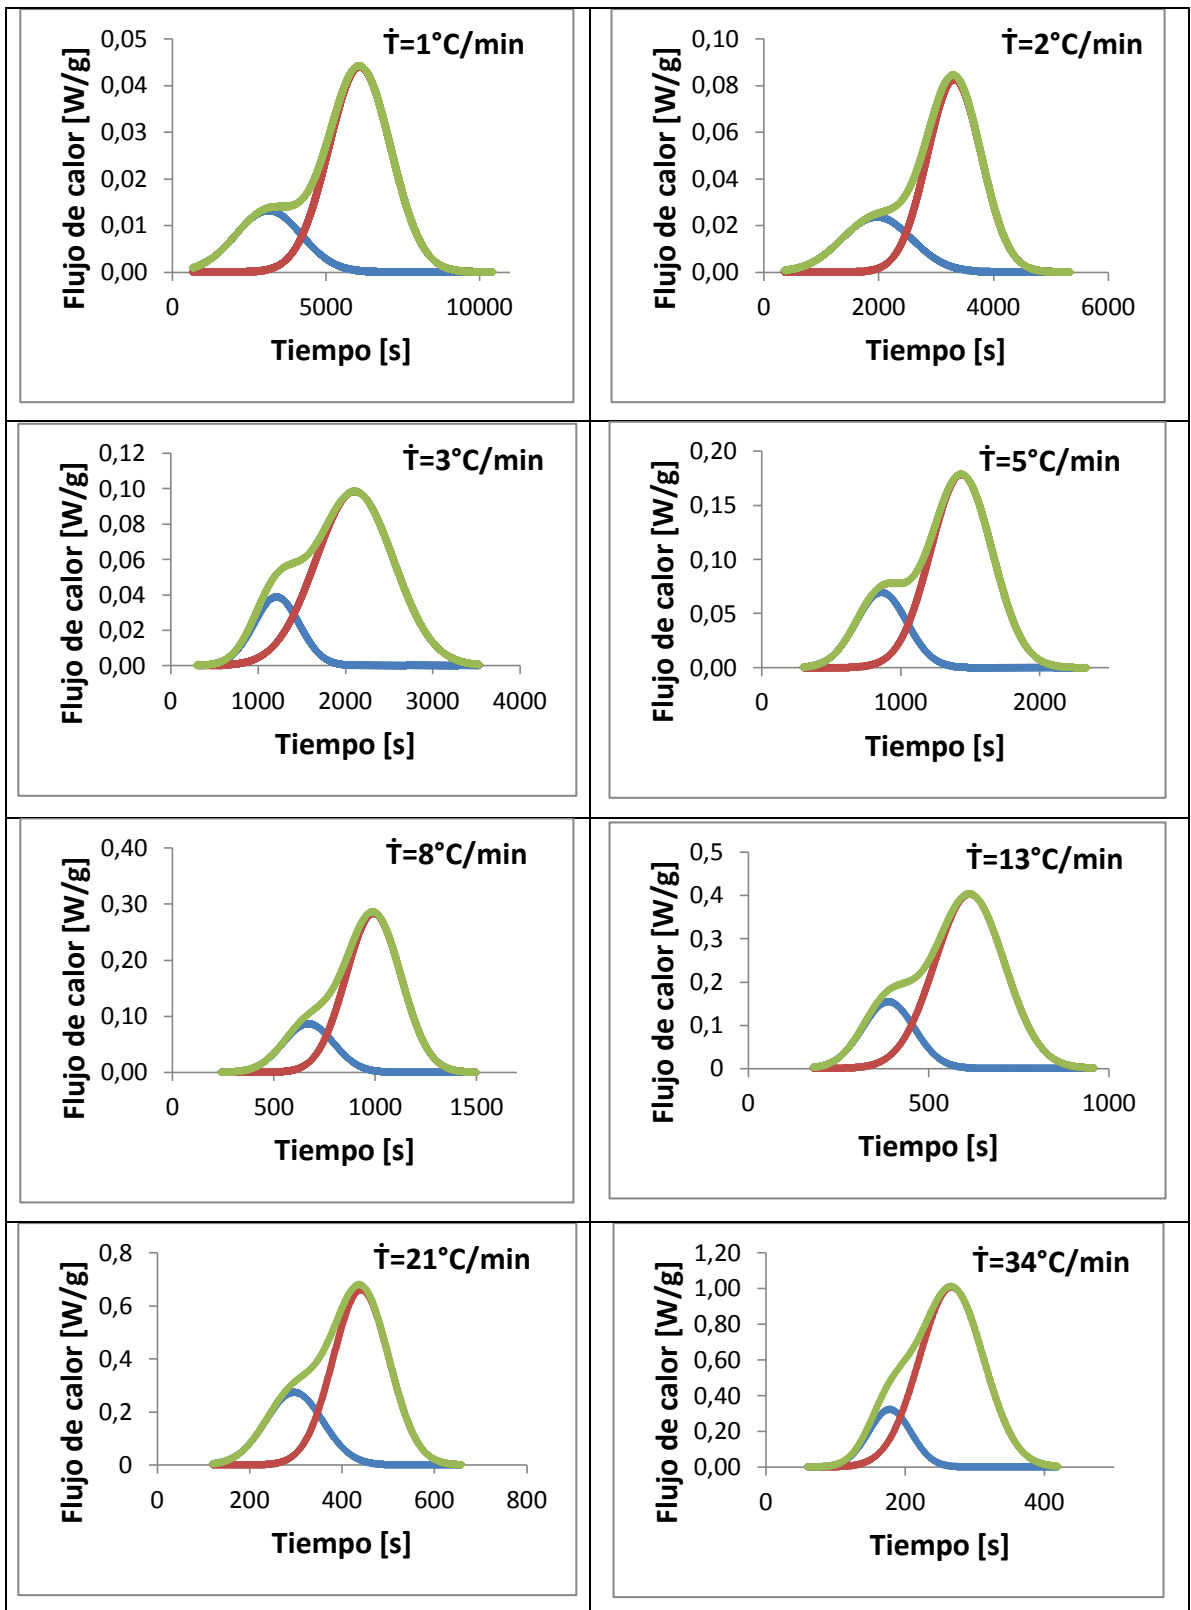 Ṫ=1°C/min
Flujo de calor [W/g]
0,05
0,04
0,03
0,02
0,01
0,00
0 5000 10000
Tiempo [s]
Ṫ=2°C/min
Flujo de calor [W/g]
0,10
0,08
0,06
0,04
0,02
0,00
0 2000 4000 6000
Tiempo [s]
Ṫ=3°C/min
Flujo de calor [W/g]
0,12
0,10
0,08
0,06
0,04
0,02
0,00
0 1000 2000 3000 4000
Tiempo [s]
Ṫ=5°C/min
Flujo de calor [W/g]
0,20
0,15
0,10
0,05
0,00
0 1000 2000
Tiempo [s]
Ṫ=8°C/min
Flujo de calor [W/g]
0,40
0,30
0,20
0,10
0,00
0 500 1000 1500
Tiempo [s]
Ṫ=13°C/min
Flujo de calor [W/g]
0,5
0,4
0,3
0,2
0,1
0
0 500 1000
Tiempo [s]
Ṫ=21°C/min
Flujo de calor [W/g]
0,8
0,6
0,4
0,2
0
0 200 400 600 800
Tiempo [s]
Ṫ=34°C/min
Flujo de calor [W/g]
1,20
1,00
0,80
0,60
0,40
0,20
0,00
0 200 400
Tiempo [s]